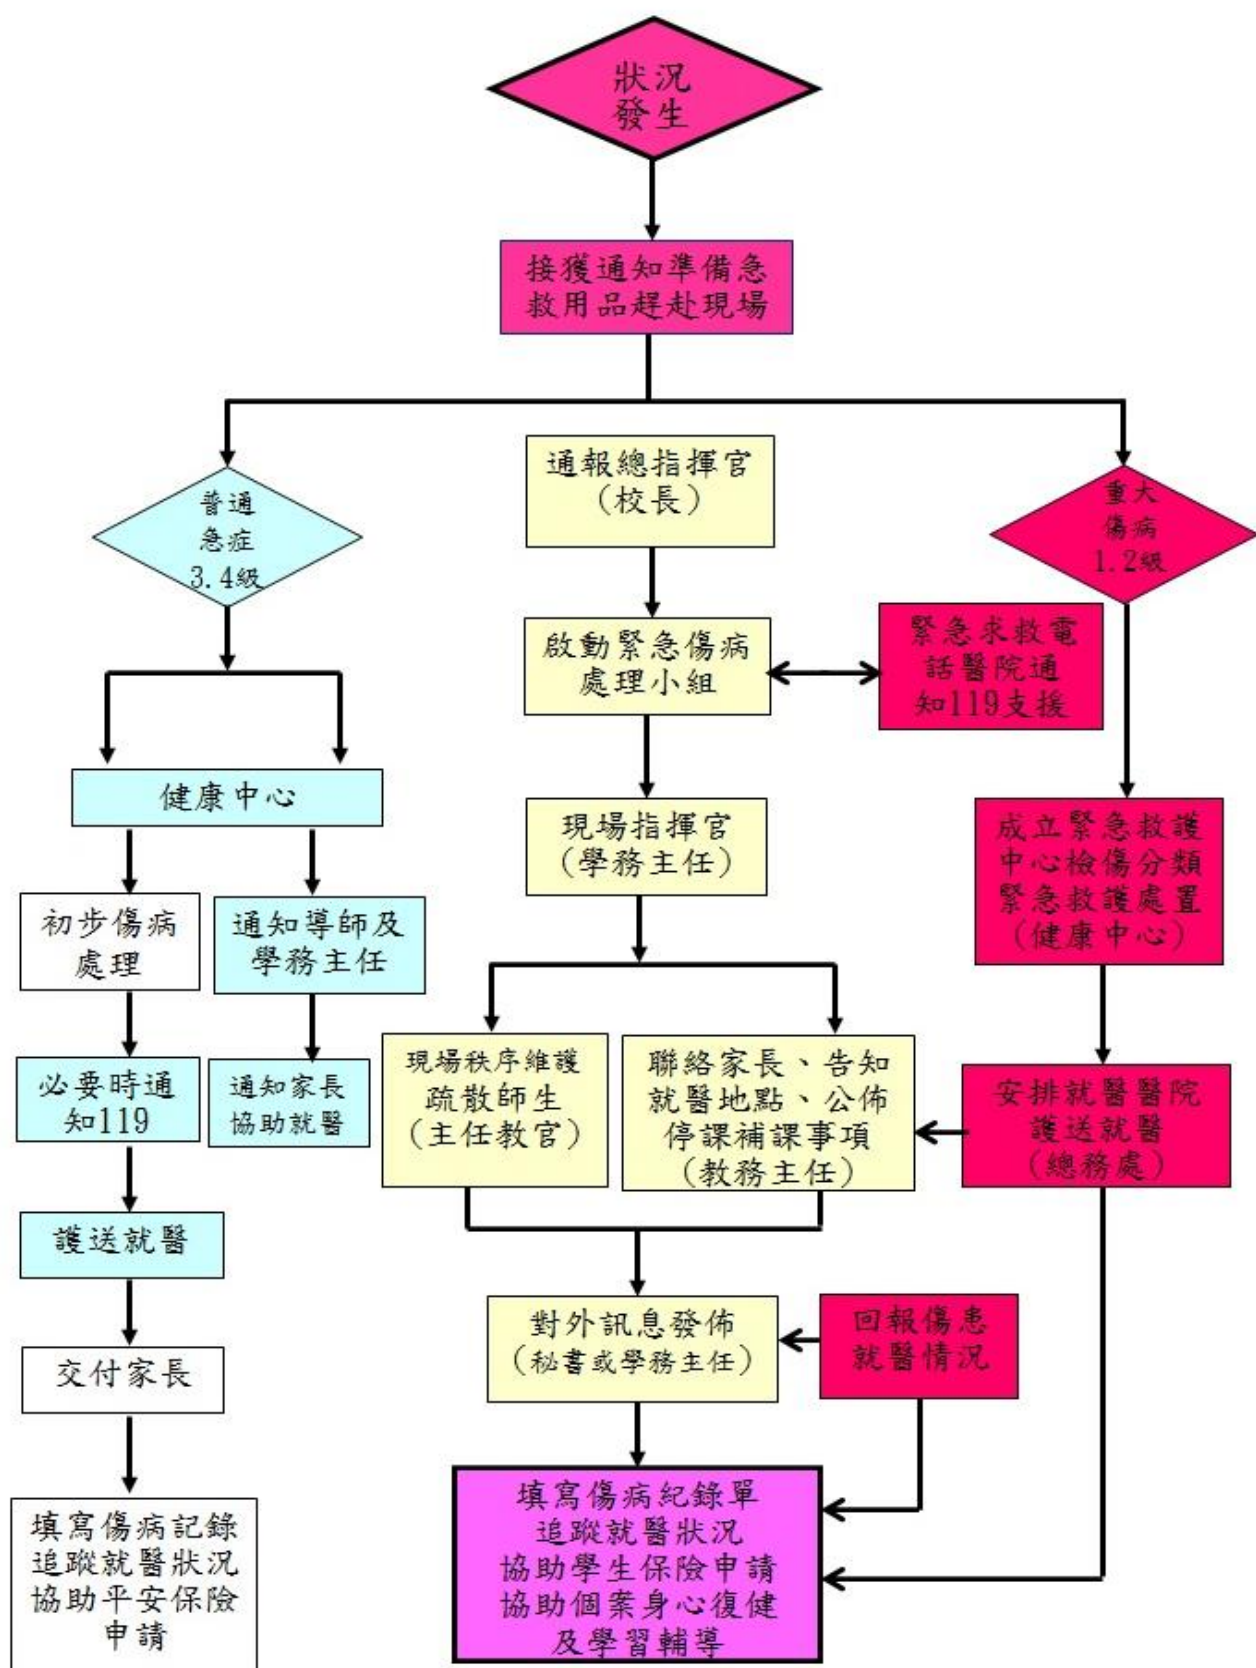 狀況
發生
接獲通知準備急
救用品趕赴現場
普通
急症
3.4級
通報總指揮官
(校長)
重大
傷病
1.2級
啟動緊急傷病
處理小組
緊急求救電
話醫院通
知119支援
健康中心
現場指揮官
(學務主任)
成立緊急救護
中心檢傷分類
緊急救護處置
(健康中心)
初步傷病
處理
通知導師及
學務主任
必要時通
知119
通知家長
協助就醫
現場秩序維護
疏散師生
(主任教官)
聯絡家長、告知
就醫地點、公佈
停課補課事項
(教務主任)
安排就醫醫院
護送就醫
(總務處)
護送就醫
對外訊息發佈
(秘書或學務主任)
回報傷患
就醫情況
交付家長
填寫傷病記錄
追蹤就醫狀況
協助平安保險
申請
填寫傷病紀錄單
追蹤就醫狀況
協助學生保險申請
協助個案身心復健
及學習輔導